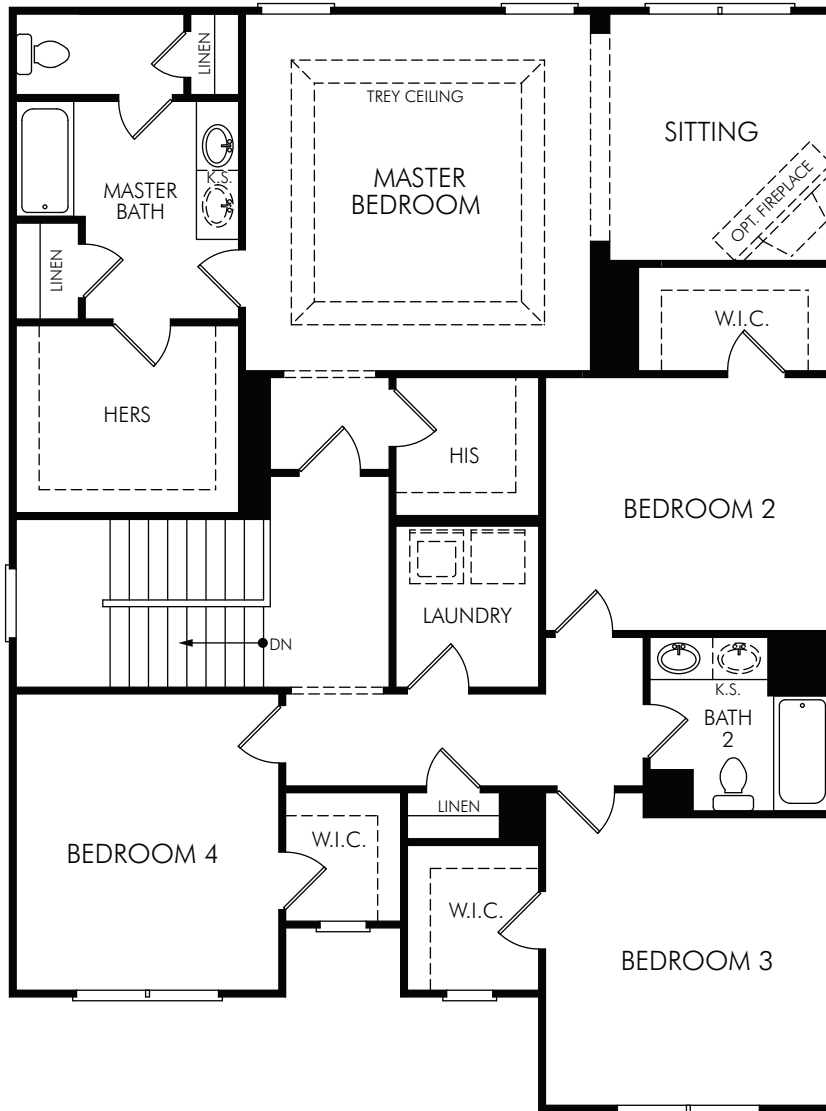 LINEN
TREY CEILING
SITTING
MASTER
BEDROOM
K.S.
MASTER
BATH
OPT. FIREPLACE
LINEN
W.I.C.
HERS
HIS
BEDROOM 2
LAUNDRY
DN
K.S.
BATH
2
LINEN
W.I.C.
BEDROOM 4
W.I.C.
BEDROOM 3